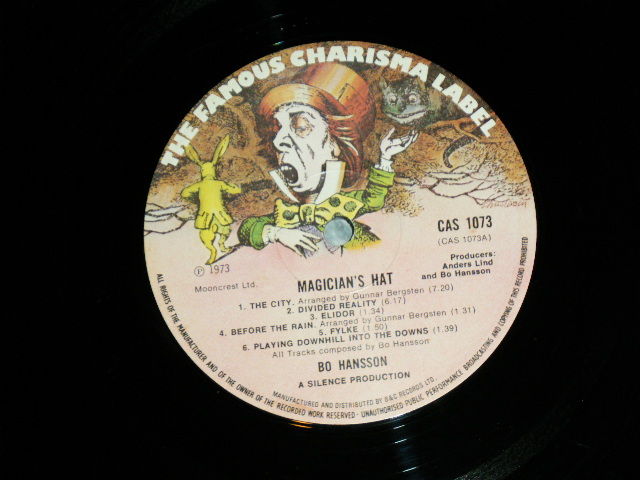 THE FAMOUS CHARISMA LABEL
CAS 1073
(CAS 1073A)
℗ 1973
Mooncrest Ltd.
MAGICIAN'S HAT
Producers:
Anders Lind
and Bo Hansson
1. THE CITY. Arranged by Gunnar Bergsten (7.20)
2. DIVIDED REALITY (6.17)
3. ELIDOR (1.34)
4. BEFORE THE RAIN. Arranged by Gunnar Bergsten (1.31)
5. FYLKE (1.50)
6. PLAYING DOWNHILL INTO THE DOWNS (1.39)
All Tracks composed by Bo Hansson
BO HANSSON
A SILENCE PRODUCTION
MANUFACTURED AND DISTRIBUTED BY B&C RECORDS LTD.
ALL RIGHTS OF THE MANUFACTURER AND OF THE OWNER OF THE RECORDED WORK RESERVED - UNAUTHORISED PUBLIC PERFORMANCE BROADCASTING AND COPYING OF THIS RECORD PROHIBITED